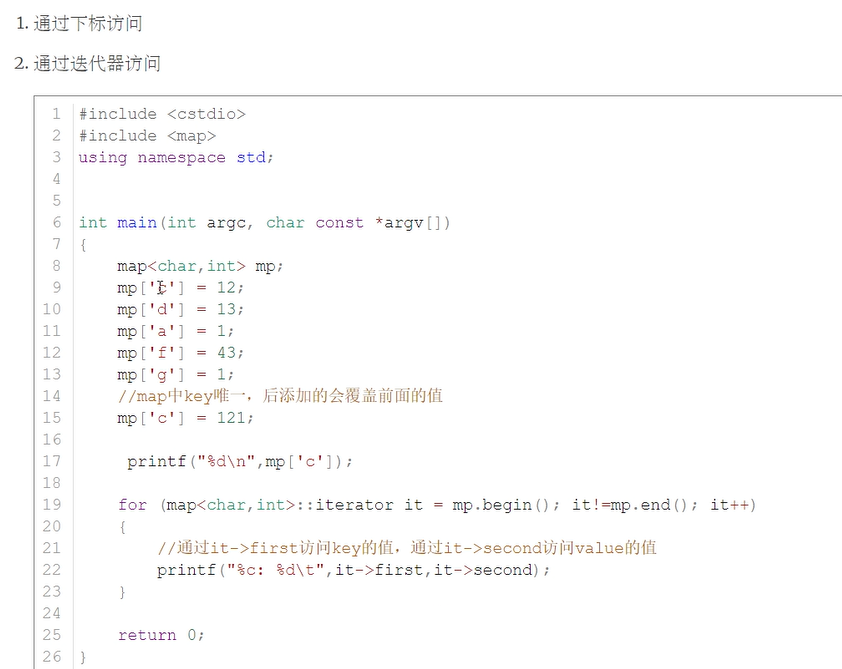 1. 通过下标访问
2. 通过迭代器访问
1 #include <cstdio>
2 #include <map>
3 using namespace std;
4
5
6 int main(int argc, char const *argv[])
7 {
8     map<char,int> mp;
9     mp['c'] = 12;
10     mp['d'] = 13;
11     mp['a'] = 1;
12     mp['f'] = 43;
13     mp['g'] = 1;
14     //map中key唯一，后添加的会覆盖前面的值
15     mp['c'] = 121;
16
17      printf("%d\n",mp['c']);
18
19     for (map<char,int>::iterator it = mp.begin(); it!=mp.end(); it++)
20     {
21         //通过it->first访问key的值，通过it->second访问value的值
22         printf("%c: %d\t",it->first,it->second);
23     }
24
25     return 0;
26 }